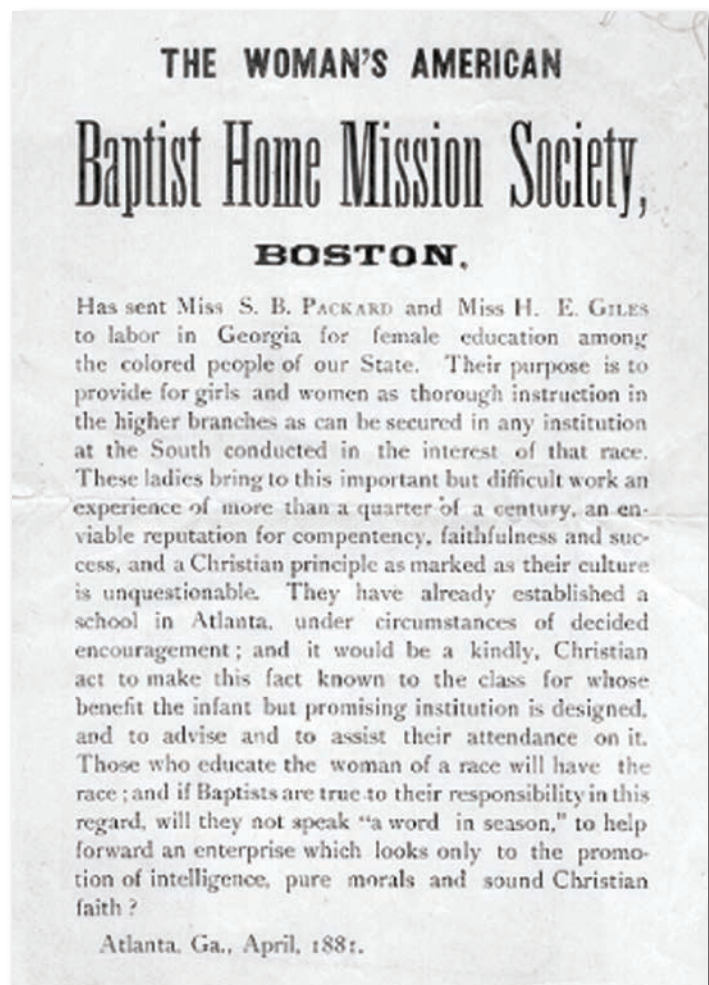 THE WOMAN'S AMERICAN
Baptist Home Mission Society,
BOSTON.
Has sent Miss S. B. PACKARD and Miss H. E. GILES
to labor in Georgia for female education among
the colored people of our State. Their purpose is to
provide for girls and women as thorough instruction in
the higher branches as can be secured in any institution
at the South conducted in the interest of that race.
These ladies bring to this important but difficult work an
experience of more than a quarter of a century, an en-
viable reputation for compentency, faithfulness and suc-
cess, and a Christian principle as marked as their culture
is unquestionable. They have already established a
school in Atlanta, under circumstances of decided
encouragement; and it would be a kindly, Christian
act to make this fact known to the class for whose
benefit the infant but promising institution is designed,
and to advise and to assist their attendance on it.
Those who educate the woman of a race will have the
race; and if Baptists are true to their responsibility in this
regard, will they not speak "a word in season," to help
forward an enterprise which looks only to the promo-
tion of intelligence, pure morals and sound Christian
faith?
Atlanta, Ga., April, 1881.